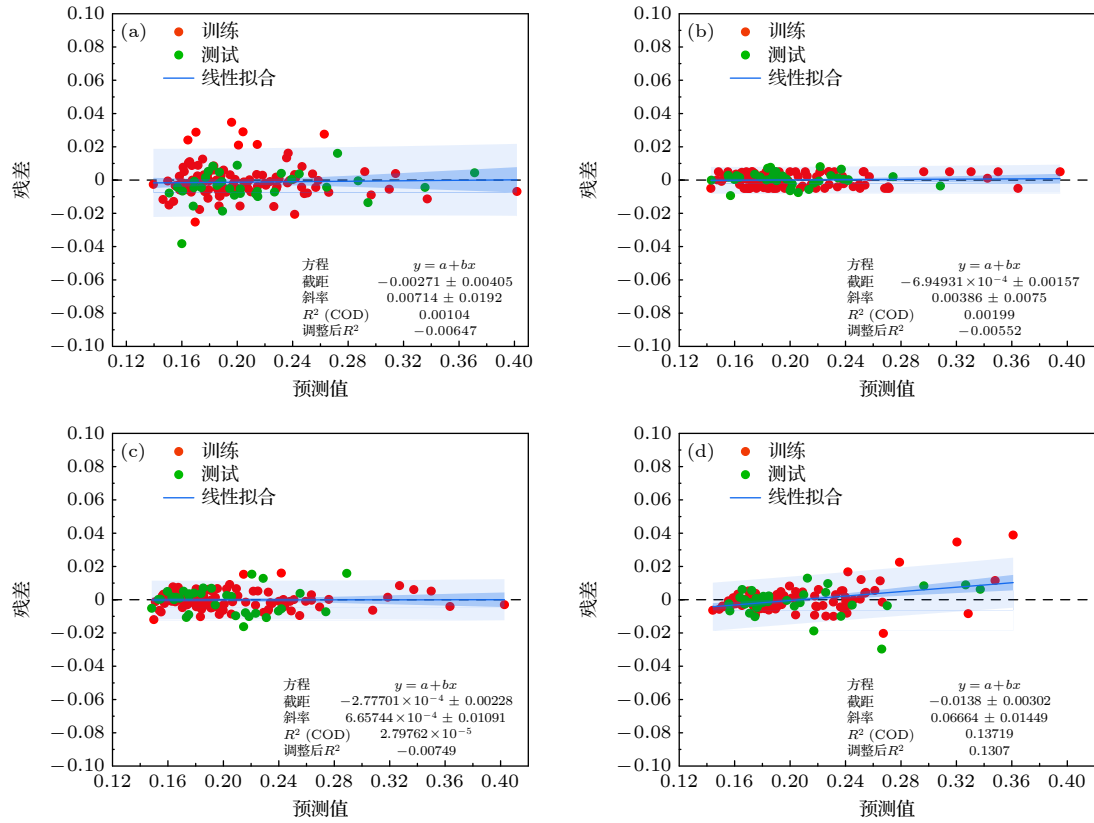 (a)
训练
测试
线性拟合
0.10
0.08
0.06
0.04
0.02
0
−0.02
−0.04
−0.06
−0.08
−0.10
残差
方程 y = a+bx
截距 −0.00271 ± 0.00405
斜率 0.00714 ± 0.0192
R² (COD) 0.00104
调整后R² −0.00647
0.12 0.16 0.20 0.24 0.28 0.32 0.36 0.40
预测值
(b)
训练
测试
线性拟合
0.10
0.08
0.06
0.04
0.02
0
−0.02
−0.04
−0.06
−0.08
−0.10
残差
方程 y = a+bx
截距 −6.94931×10⁻⁴ ± 0.00157
斜率 0.00386 ± 0.0075
R² (COD) 0.00199
调整后R² −0.00552
0.12 0.16 0.20 0.24 0.28 0.32 0.36 0.40
预测值
(c)
训练
测试
线性拟合
0.10
0.08
0.06
0.04
0.02
0
−0.02
−0.04
−0.06
−0.08
−0.10
残差
方程 y = a+bx
截距 −2.77701×10⁻⁴ ± 0.00228
斜率 6.65744×10⁻⁴ ± 0.01091
R² (COD) 2.79762×10⁻⁵
调整后R² −0.00749
0.12 0.16 0.20 0.24 0.28 0.32 0.36 0.40
预测值
(d)
训练
测试
线性拟合
0.10
0.08
0.06
0.04
0.02
0
−0.02
−0.04
−0.06
−0.08
−0.10
残差
方程 y = a+bx
截距 −0.0138 ± 0.00302
斜率 0.06664 ± 0.01449
R² (COD) 0.13719
调整后R² 0.1307
0.12 0.16 0.20 0.24 0.28 0.32 0.36 0.40
预测值